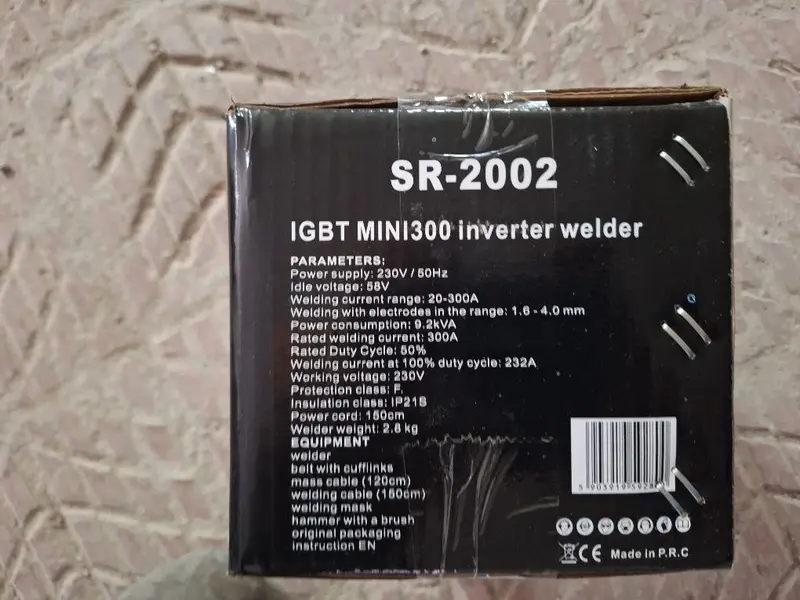 SR-2002
IGBT MINI300 inverter welder
PARAMETERS:
Power supply: 230V / 50Hz
Idle voltage: 58V
Welding current range: 20-300A
Welding with electrodes in the range: 1.6 - 4.0 mm
Power consumption: 9.2kVA
Rated welding current: 300A
Rated Duty Cycle: 50%
Welding current at 100% duty cycle: 232A
Working voltage: 230V
Protection class: F.
Insulation class: IP21S
Power cord: 150cm
Welder weight: 2.8 kg
EQUIPMENT
welder
belt with cufflinks
mass cable (120cm)
welding cable (150cm)
welding mask
hammer with a brush
original packaging
instruction EN
CE Made in P.R.C